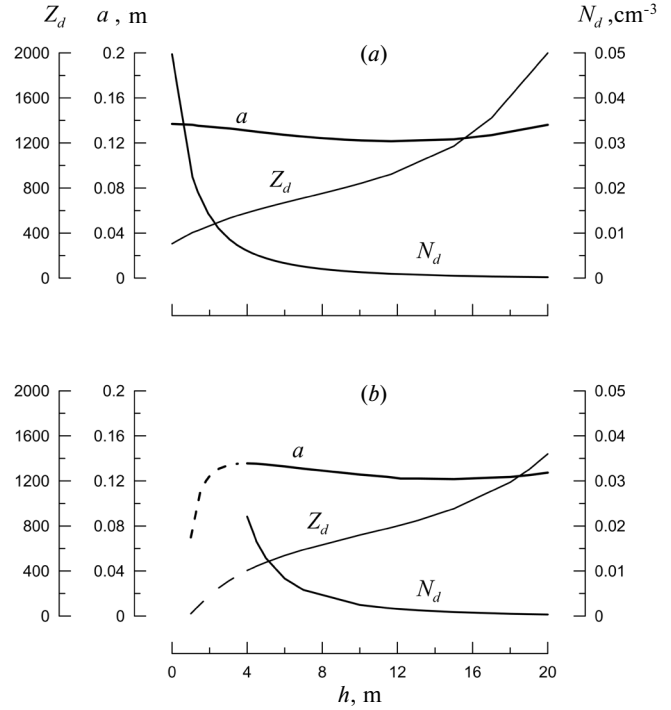 Z_d a , m N_d ,cm⁻³
2000 0.2 (a) 0.05
1600 0.16 0.04
a
1200 0.12 0.03
Z_d
800 0.08 0.02
400 0.04 0.01
N_d
0 0 0
2000 0.2 (b) 0.05
1600 0.16 0.04
a
1200 0.12 0.03
Z_d
800 0.08 0.02
400 0.04 0.01
N_d
0 0 0
0 4 8 12 16 20
h, m